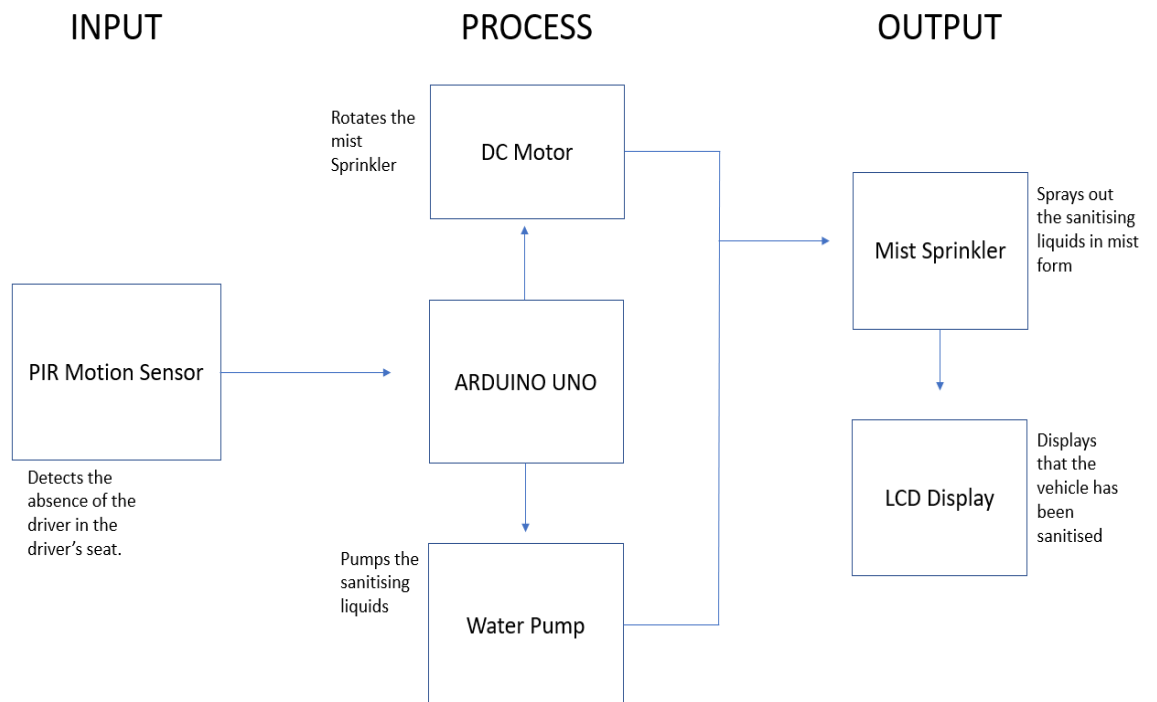 INPUT
PROCESS
OUTPUT
Rotates the
mist
Sprinkler
DC Motor
Mist Sprinkler
Sprays out
the sanitising
liquids in mist
form
PIR Motion Sensor
Detects the
absence of the
driver in the
driver’s seat.
ARDUINO UNO
LCD Display
Displays
that the
vehicle has
been
sanitised
Pumps the
sanitising
liquids
Water Pump